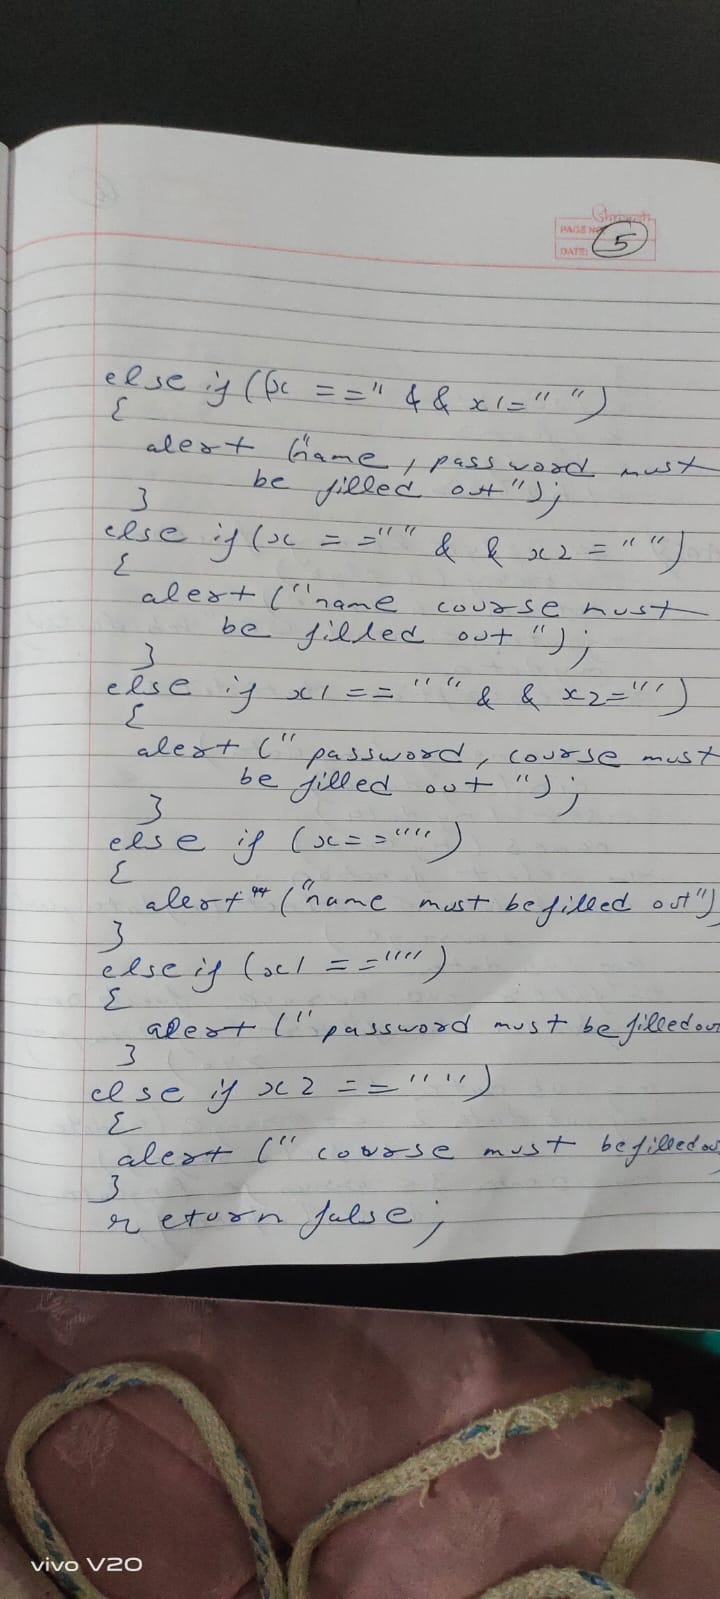 PAGE NO
5
DATE:
else if (x ==" && x1=" ")
{
alert ("name, password must
be filled out");
}
else if (x ==" " && x2=" ")
{
alert ("name course must
be filled out ");
}
else if x1 ==" " && x2="")
{
alert (" password, course must
be filled out ");
}
else if (x=="")
{
alert ("name must be filled out")
}
else if (x1 =="")
{
alert (" password must be filled out
}
else if x2 ==" ")
{
alert (" course must be filled ou
}
return false;
vivo V20